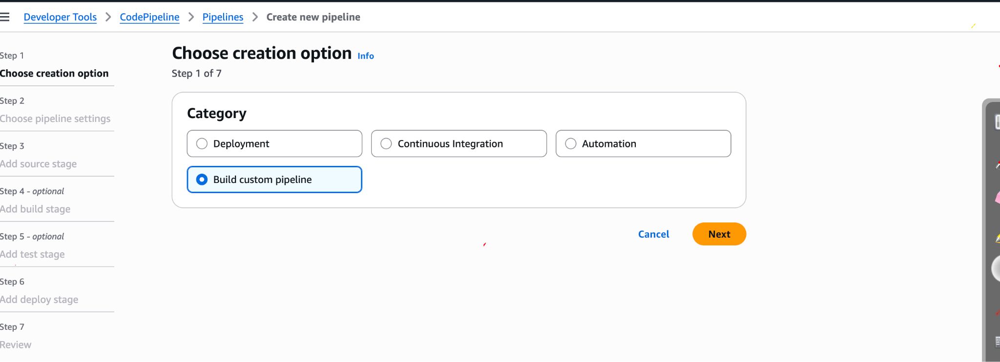 Developer Tools > CodePipeline > Pipelines > Create new pipeline
Step 1
Choose creation option
Step 2
Choose pipeline settings
Step 3
Add source stage
Step 4 - optional
Add build stage
Step 5 - optional
Add test stage
Step 6
Add deploy stage
Step 7
Review
Choose creation option Info
Step 1 of 7
Category
Deployment
Continuous Integration
Automation
Build custom pipeline
Cancel
Next